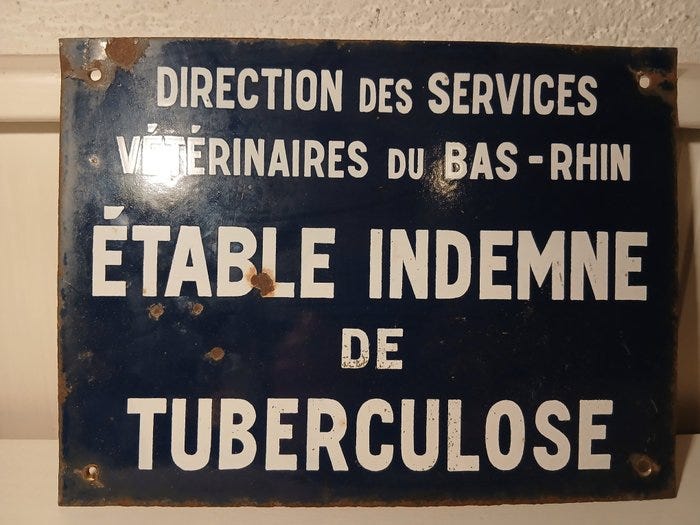 DIRECTION DES SERVICES
VÉTÉRINAIRES DU BAS-RHIN
ÉTABLE INDEMNE
DE
TUBERCULOSE